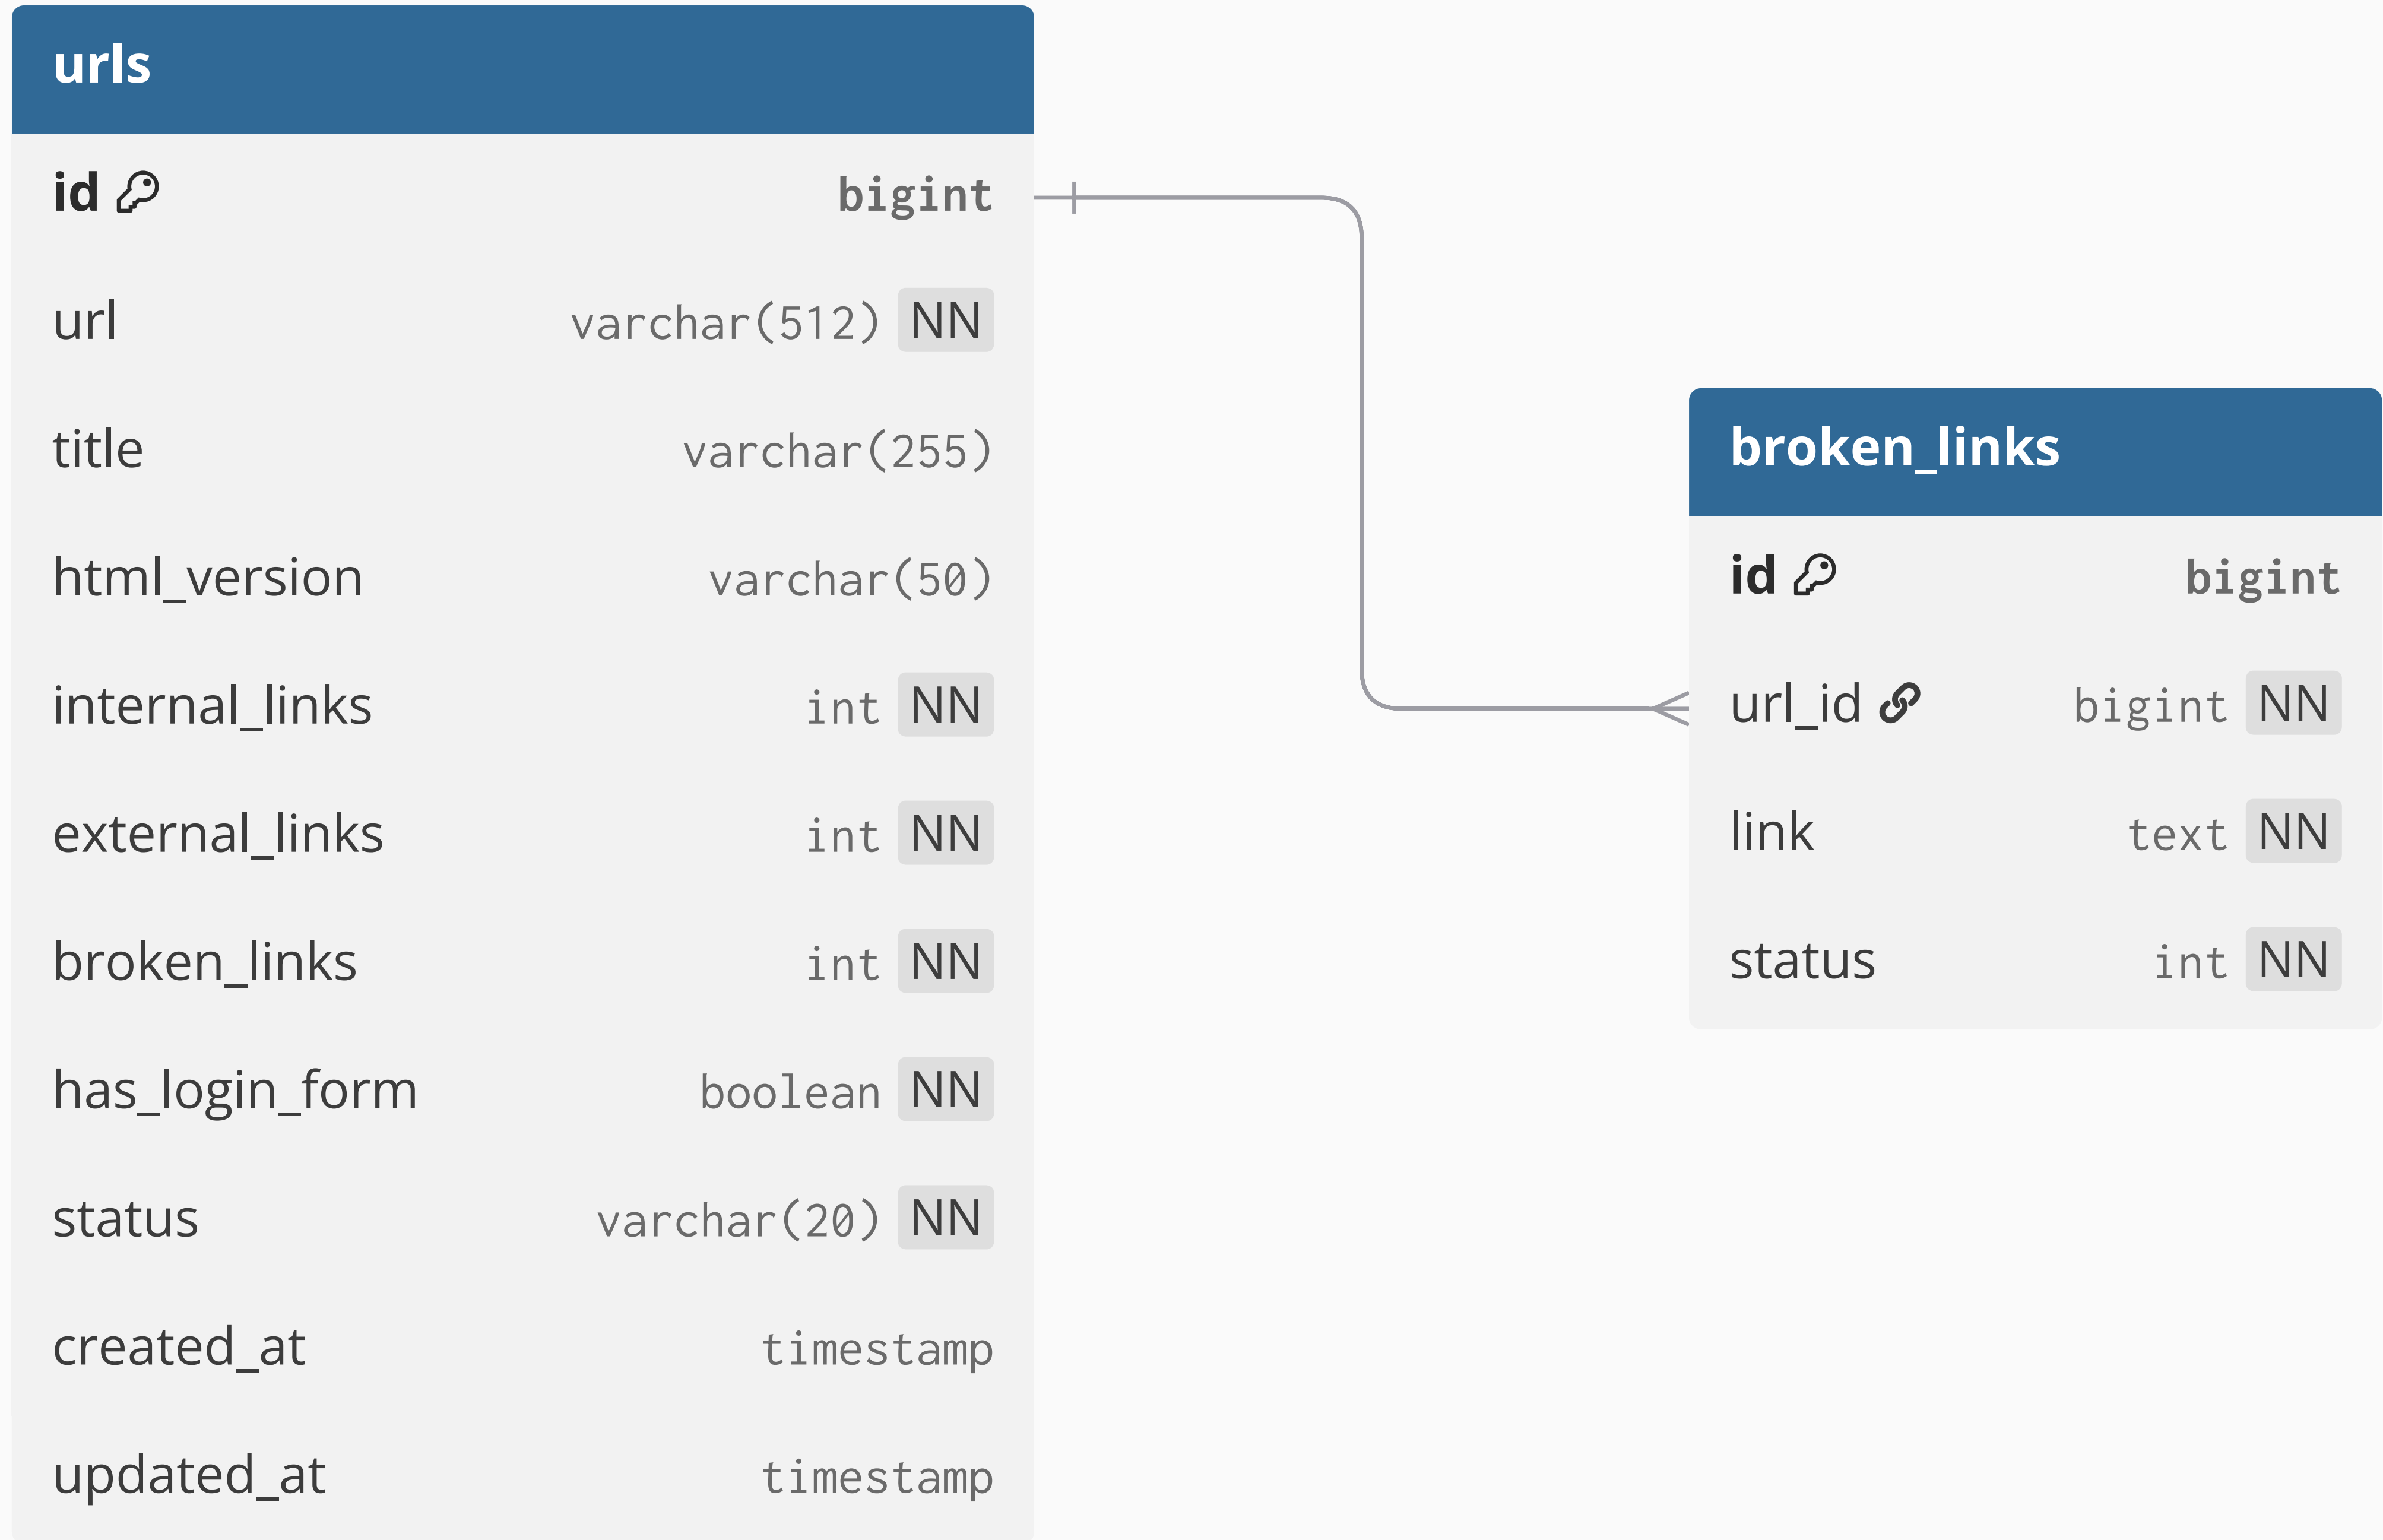 urls
id bigint
url varchar(512) NN
title varchar(255)
html_version varchar(50)
internal_links int NN
external_links int NN
broken_links int NN
has_login_form boolean NN
status varchar(20) NN
created_at timestamp
updated_at timestamp
broken_links
id bigint
url_id bigint NN
link text NN
status int NN